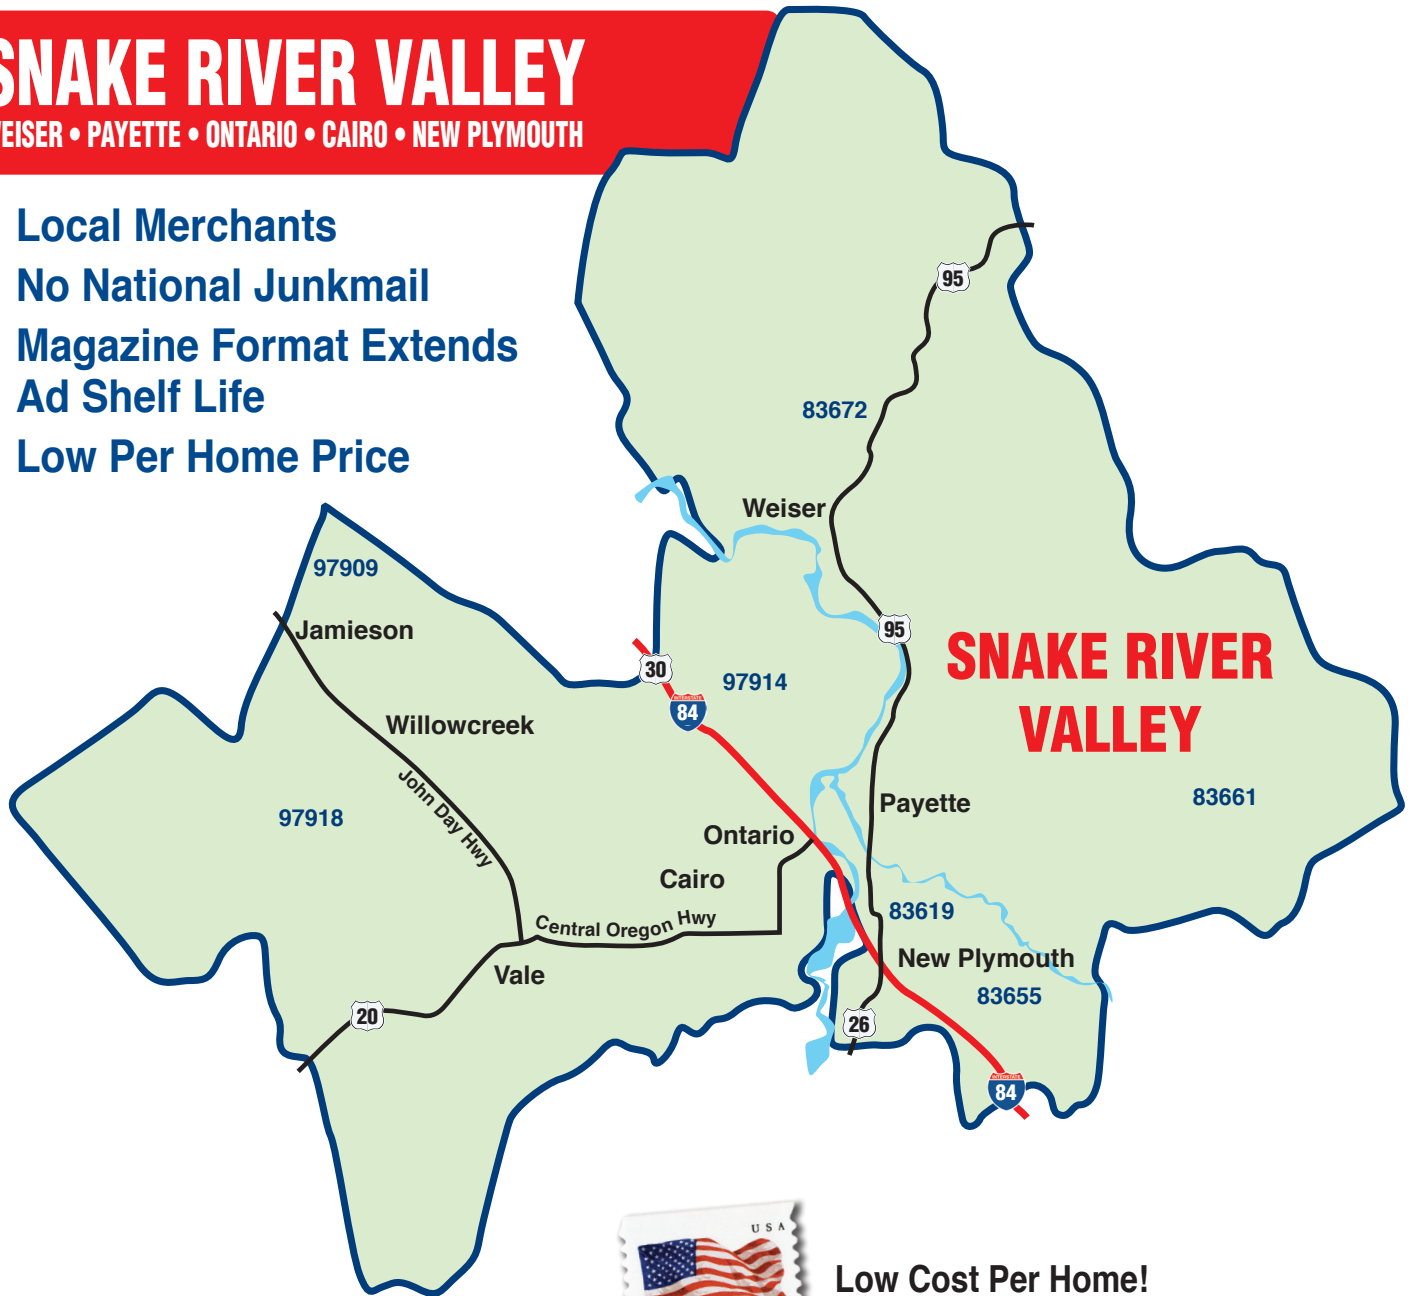 SNAKE RIVER VALLEY
WEISER • PAYETTE • ONTARIO • CAIRO • NEW PLYMOUTH
Local Merchants
No National Junkmail
Magazine Format Extends
Ad Shelf Life
Low Per Home Price
95
83672
Weiser
97909
Jamieson
95
30
97914
84
SNAKE RIVER
VALLEY
Willowcreek
John Day Hwy
97918
83661
Payette
Ontario
Cairo
83619
Central Oregon Hwy
New Plymouth
Vale
83655
20
26
INTERSTATE
84
USA
Low Cost Per Home!